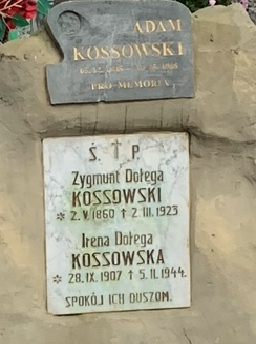 ADAM
KOSSOWSKI
PRO MEMORIA
Ś. † P.
Zygmunt Dołęga
KOSSOWSKI
* 2.V.1860 † 2.III.1923
Irena Dołęga
KOSSOWSKA
* 28.IX.1907 † 5.II.1944.
SPOKÓJ ICH DUSZOM.